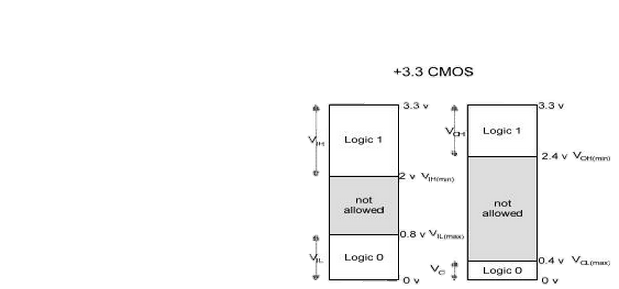 +3.3 CMOS
3.3 v
3.3 v
Logic 1
VIH
VOH
Logic 1
2.4 v VOH(min)
2 v VIH(min)
not
allowed
not
allowed
0.8 v VIL(max)
VIL
Logic 0
0.4 v VOL(max)
VO
Logic 0
0 v
0 v